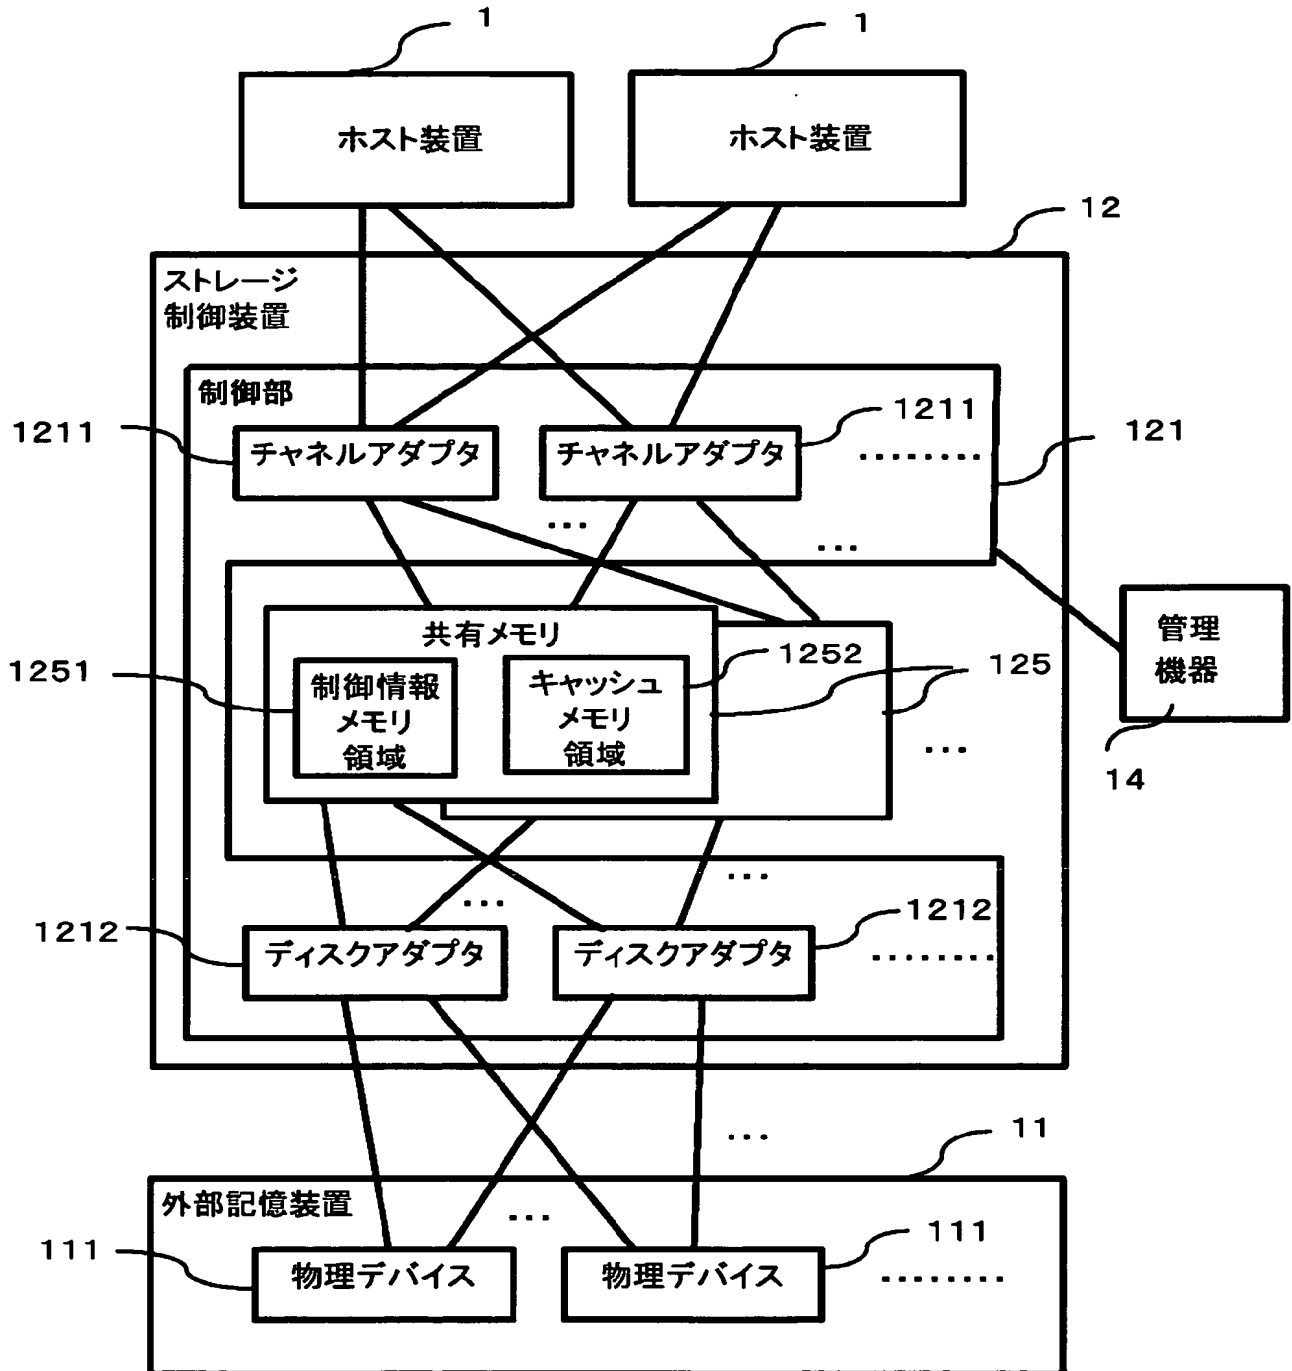 1
1
ホスト装置
ホスト装置
12
ストレージ
制御装置
制御部
1211
チャネルアダプタ
チャネルアダプタ
1211
………
121
…
…
共有メモリ
1251
制御情報
メモリ
領域
1252
キャッシュ
メモリ
領域
125
…
管理
機器
14
…
…
1212
ディスクアダプタ
ディスクアダプタ
1212
………
…
11
外部記憶装置
…
111
物理デバイス
物理デバイス
111
………